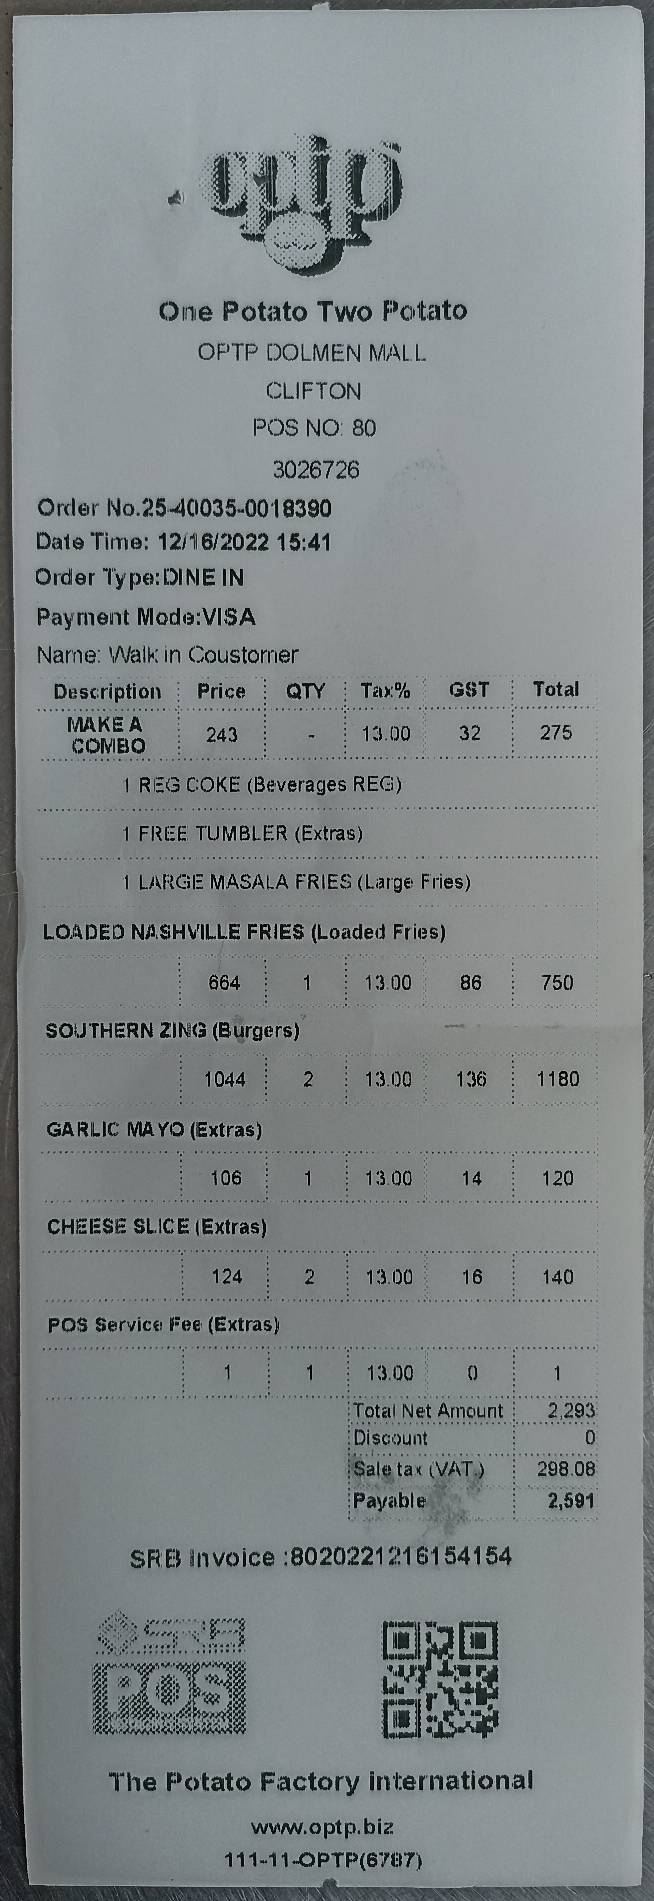 optp
One Potato Two Potato
OPTP DOLMEN MALL
CLIFTON
POS NO: 80
3026726
Order No.25-40035-0018390
Date Time: 12/16/2022 15:41
Order Type:DINE IN
Payment Mode:VISA
Name: Walk in Coustomer
Description Price QTY Tax% GST Total
MAKE A
COMBO 243 - 13.00 32 275
1 REG COKE (Beverages REG)
1 FREE TUMBLER (Extras)
1 LARGE MASALA FRIES (Large Fries)
LOADED NASHVILLE FRIES (Loaded Fries)
664 1 13.00 86 750
SOUTHERN ZING (Burgers)
1044 2 13.00 136 1180
GARLIC MAYO (Extras)
106 1 13.00 14 120
CHEESE SLICE (Extras)
124 2 13.00 16 140
POS Service Fee (Extras)
1 1 13.00 0 1
Total Net Amount 2,293
Discount 0
Sale tax (VAT.) 298.08
Payable 2,591
SRB Invoice :8020221216154154
SRB
POS
The Potato Factory international
www.optp.biz
111-11-OPTP(6787)